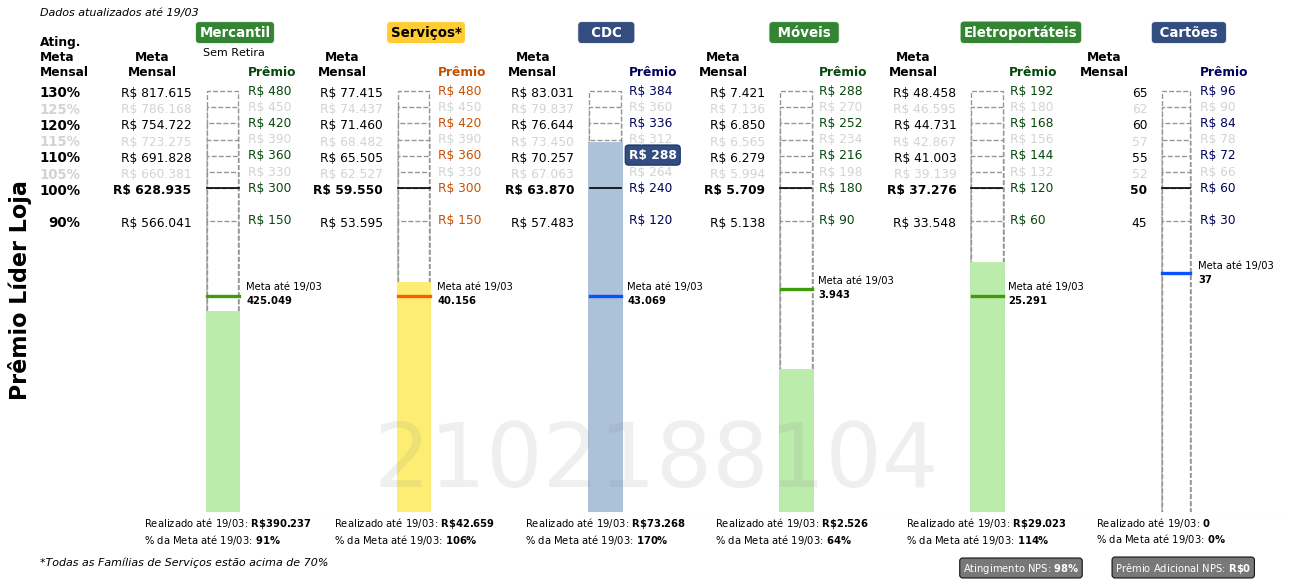 Dados atualizados até 19/03
Mercantil Serviços* CDC Móveis Eletroportáteis Cartões
Sem Retira
Ating. Meta Mensal Meta Mensal Prêmio Meta Mensal Prêmio Meta Mensal Prêmio Meta Mensal Prêmio Meta Mensal Prêmio Meta Mensal Prêmio
130% R$ 817.615 R$ 480 R$ 77.415 R$ 480 R$ 83.031 R$ 384 R$ 7.421 R$ 288 R$ 48.458 R$ 192 65 R$ 96
125% R$ 786.168 R$ 450 R$ 74.437 R$ 450 R$ 79.837 R$ 360 R$ 7.136 R$ 270 R$ 46.595 R$ 180 62 R$ 90
120% R$ 754.722 R$ 420 R$ 71.460 R$ 420 R$ 76.644 R$ 336 R$ 6.850 R$ 252 R$ 44.731 R$ 168 60 R$ 84
115% R$ 723.275 R$ 390 R$ 68.482 R$ 390 R$ 73.450 R$ 312 R$ 6.565 R$ 234 R$ 42.867 R$ 156 57 R$ 78
110% R$ 691.828 R$ 360 R$ 65.505 R$ 360 R$ 70.257 R$ 288 R$ 6.279 R$ 216 R$ 41.003 R$ 144 55 R$ 72
105% R$ 660.381 R$ 330 R$ 62.527 R$ 330 R$ 67.063 R$ 264 R$ 5.994 R$ 198 R$ 39.139 R$ 132 52 R$ 66
100% R$ 628.935 R$ 300 R$ 59.550 R$ 300 R$ 63.870 R$ 240 R$ 5.709 R$ 180 R$ 37.276 R$ 120 50 R$ 60
90% R$ 566.041 R$ 150 R$ 53.595 R$ 150 R$ 57.483 R$ 120 R$ 5.138 R$ 90 R$ 33.548 R$ 60 45 R$ 30
Prêmio Líder Loja
Meta até 19/03 Meta até 19/03 Meta até 19/03 Meta até 19/03 Meta até 19/03 Meta até 19/03
425.049 40.156 43.069 3.943 25.291 37
2102188104
Realizado até 19/03: R$390.237 Realizado até 19/03: R$42.659 Realizado até 19/03: R$73.268 Realizado até 19/03: R$2.526 Realizado até 19/03: R$29.023 Realizado até 19/03: 0
% da Meta até 19/03: 91% % da Meta até 19/03: 106% % da Meta até 19/03: 170% % da Meta até 19/03: 64% % da Meta até 19/03: 114% % da Meta até 19/03: 0%
*Todas as Famílias de Serviços estão acima de 70% Atingimento NPS: 98% Prêmio Adicional NPS: R$0